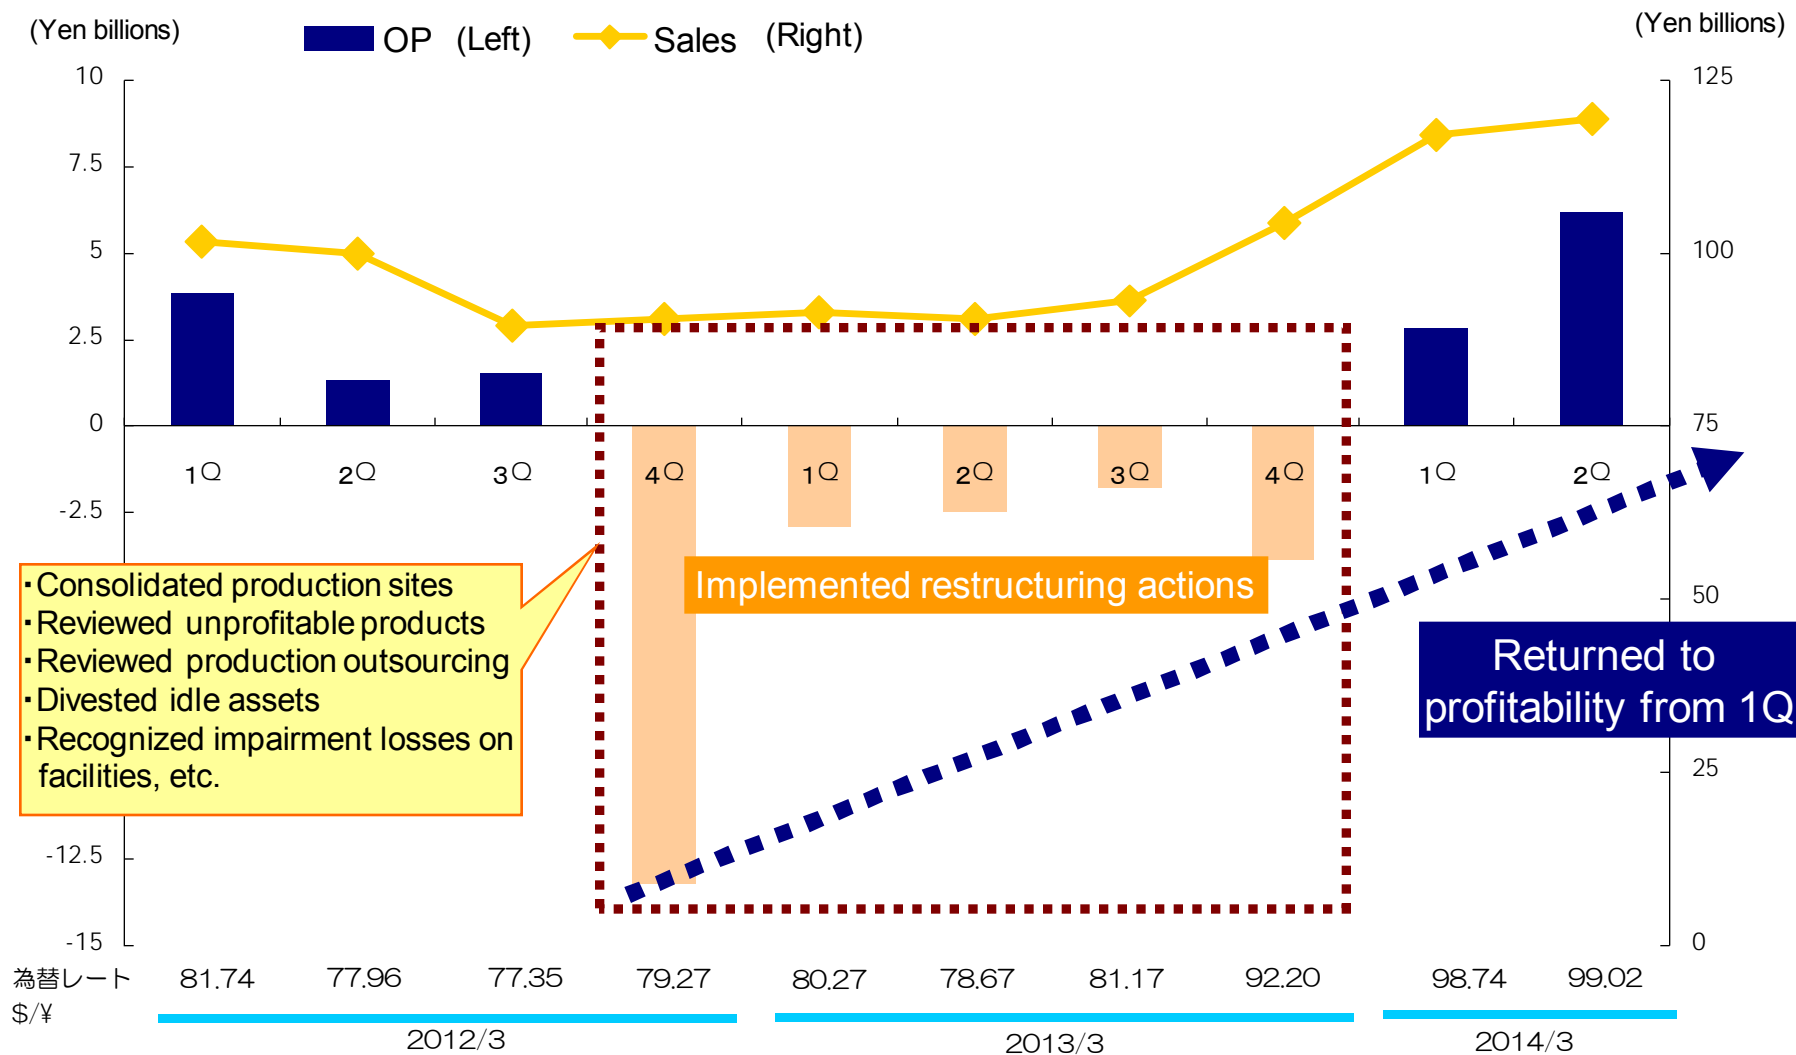 (Yen billions)
OP (Left)
Sales (Right)
(Yen billions)
10
7.5
5
2.5
0
-2.5
-12.5
-15
125
100
75
50
25
0
1Q
2Q
3Q
4Q
1Q
2Q
3Q
4Q
1Q
2Q
・Consolidated production sites
・Reviewed unprofitable products
・Reviewed production outsourcing
・Divested idle assets
・Recognized impairment losses on
facilities, etc.
Implemented restructuring actions
Returned to
profitability from 1Q
為替レート 81.74 77.96 77.35 79.27 80.27 78.67 81.17 92.20 98.74 99.02
$/¥
2012/3
2013/3
2014/3